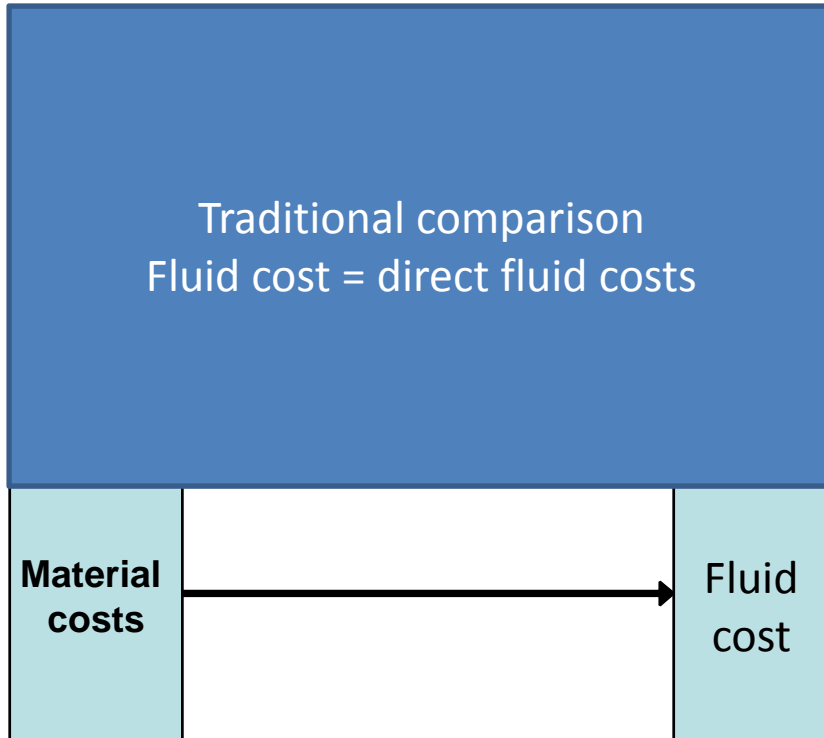 Traditional comparison
Fluid cost = direct fluid costs
Material
costs
Fluid
cost